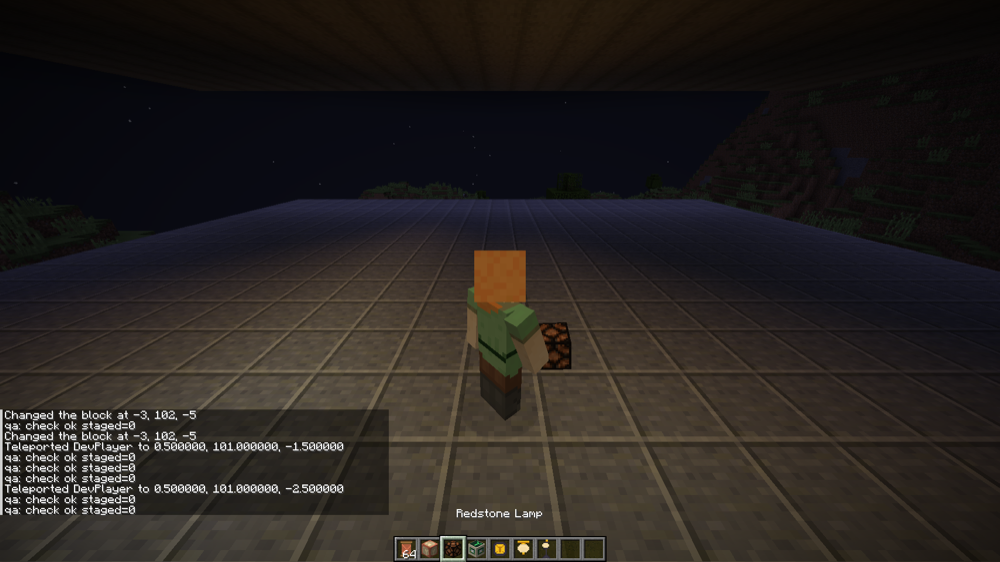 Changed the block at -3, 102, -5
qa: check ok staged=0
Changed the block at -3, 102, -5
Teleported DevPlayer to 0.500000, 101.000000, -1.500000
qa: check ok staged=0
qa: check ok staged=0
qa: check ok staged=0
Teleported DevPlayer to 0.500000, 101.000000, -2.500000
qa: check ok staged=0
qa: check ok staged=0
Redstone Lamp
64